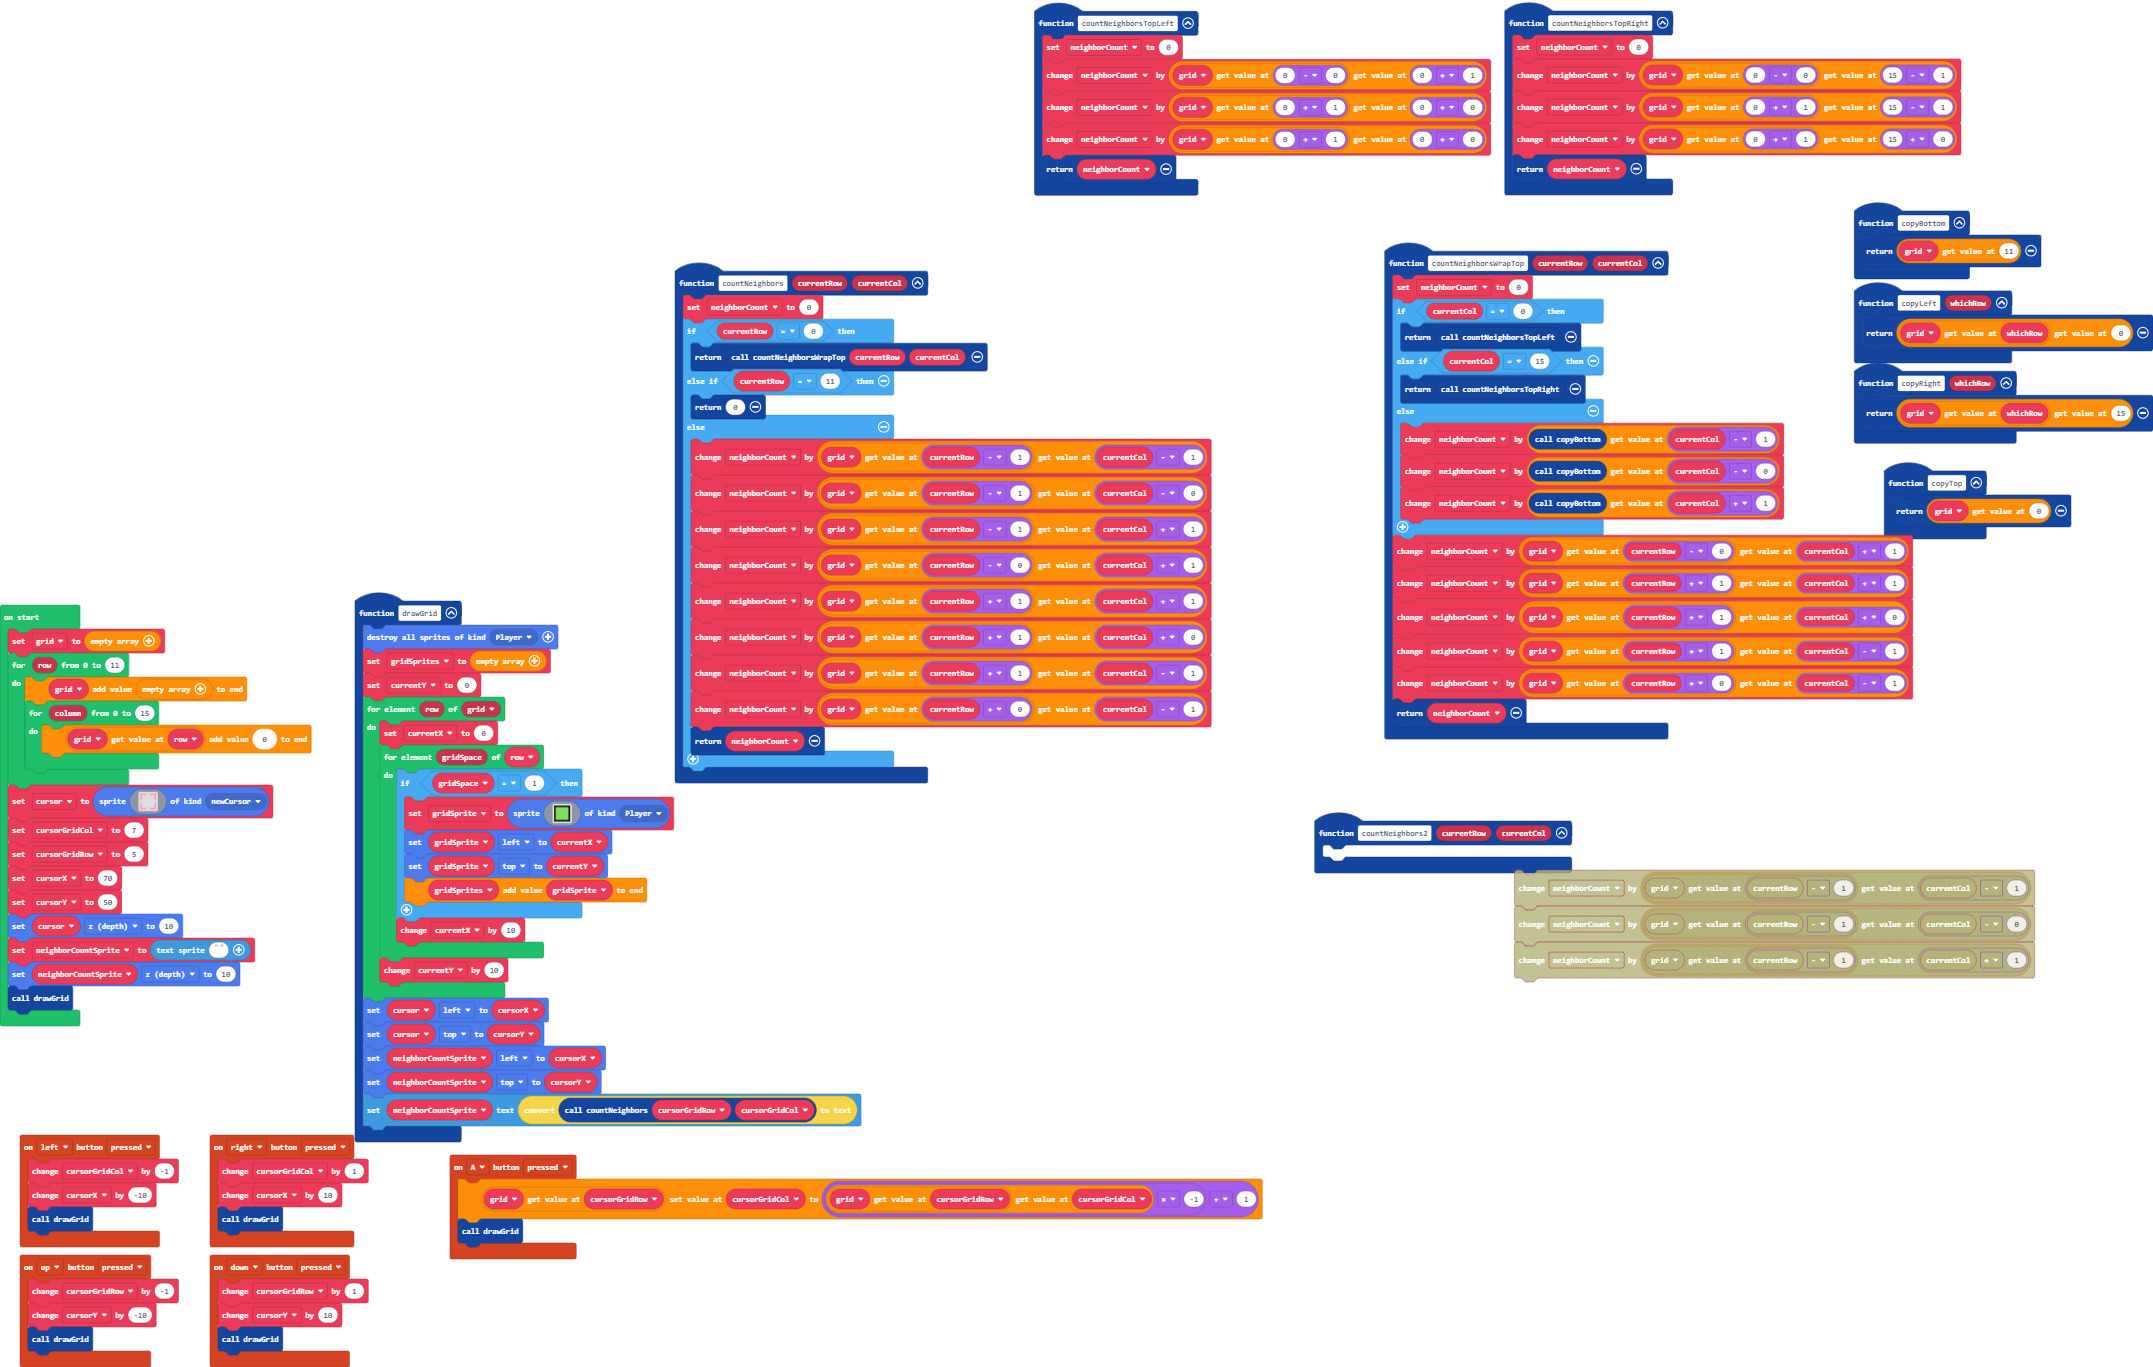 function countNeighborsTopLeft
set neighborCount to 0
change neighborCount by grid get value at 0 - 0 get value at 0 + 1
change neighborCount by grid get value at 0 + 1 get value at 0 + 0
change neighborCount by grid get value at 0 + 1 get value at 0 + 0
return neighborCount
function countNeighborsTopRight
set neighborCount to 0
change neighborCount by grid get value at 0 - 0 get value at 15 - 1
change neighborCount by grid get value at 0 + 1 get value at 15 - 1
change neighborCount by grid get value at 0 + 1 get value at 15 + 0
return neighborCount
function copyBottom
return grid get value at 11
function copyLeft whichRow
return grid get value at whichRow get value at 0
function copyRight whichRow
return grid get value at whichRow get value at 15
function copyTop
return grid get value at 0
function countNeighbors currentRow currentCol
set neighborCount to 0
if currentRow = 0 then
return call countNeighborsWrapTop currentRow currentCol
else if currentRow = 11 then
return 0
else
change neighborCount by grid get value at currentRow - 1 get value at currentCol - 1
change neighborCount by grid get value at currentRow - 1 get value at currentCol - 0
change neighborCount by grid get value at currentRow - 1 get value at currentCol + 1
change neighborCount by grid get value at currentRow - 0 get value at currentCol + 1
change neighborCount by grid get value at currentRow + 1 get value at currentCol + 1
change neighborCount by grid get value at currentRow + 1 get value at currentCol + 0
change neighborCount by grid get value at currentRow + 1 get value at currentCol - 1
change neighborCount by grid get value at currentRow + 0 get value at currentCol - 1
return neighborCount
function countNeighborsWrapTop currentRow currentCol
set neighborCount to 0
if currentCol = 0 then
return call countNeighborsTopLeft
else if currentCol = 15 then
return call countNeighborsTopRight
else
change neighborCount by call copyBottom get value at currentCol - 1
change neighborCount by call copyBottom get value at currentCol - 0
change neighborCount by call copyBottom get value at currentCol + 1
change neighborCount by grid get value at currentRow - 0 get value at currentCol + 1
change neighborCount by grid get value at currentRow + 1 get value at currentCol + 1
change neighborCount by grid get value at currentRow + 1 get value at currentCol + 0
change neighborCount by grid get value at currentRow + 1 get value at currentCol - 1
change neighborCount by grid get value at currentRow + 0 get value at currentCol - 1
return neighborCount
on start
set grid to empty array
for row from 0 to 11
do
grid add value empty array to end
for column from 0 to 15
do
grid get value at row add value 0 to end
set cursor to sprite of kind newCursor
set cursorGridCol to 7
set cursorGridRow to 5
set cursorX to 70
set cursorY to 50
set cursor z (depth) to 10
set neighborCountSprite to text sprite " "
set neighborCountSprite z (depth) to 10
call drawGrid
function drawGrid
destroy all sprites of kind Player
set gridSprites to empty array
set currentY to 0
for element row of grid
do
set currentX to 0
for element gridSpace of row
do
if gridSpace = 1 then
set gridSprite to sprite of kind Player
set gridSprite left to currentX
set gridSprite top to currentY
gridSprites add value gridSprite to end
change currentX by 10
change currentY by 10
set cursor left to cursorX
set cursor top to cursorY
set neighborCountSprite left to cursorX
set neighborCountSprite top to cursorY
set neighborCountSprite text convert call countNeighbors cursorGridRow cursorGridCol to text
function countNeighbors2 currentRow currentCol
change neighborCount by grid get value at currentRow - 1 get value at currentCol - 1
change neighborCount by grid get value at currentRow - 1 get value at currentCol - 0
change neighborCount by grid get value at currentRow - 1 get value at currentCol + 1
on left button pressed
change cursorGridCol by -1
change cursorX by -10
call drawGrid
on right button pressed
change cursorGridCol by 1
change cursorX by 10
call drawGrid
on A button pressed
grid get value at cursorGridRow set value at cursorGridCol to grid get value at cursorGridRow get value at cursorGridCol × -1 + 1
call drawGrid
on up button pressed
change cursorGridRow by -1
change cursorY by -10
call drawGrid
on down button pressed
change cursorGridRow by 1
change cursorY by 10
call drawGrid